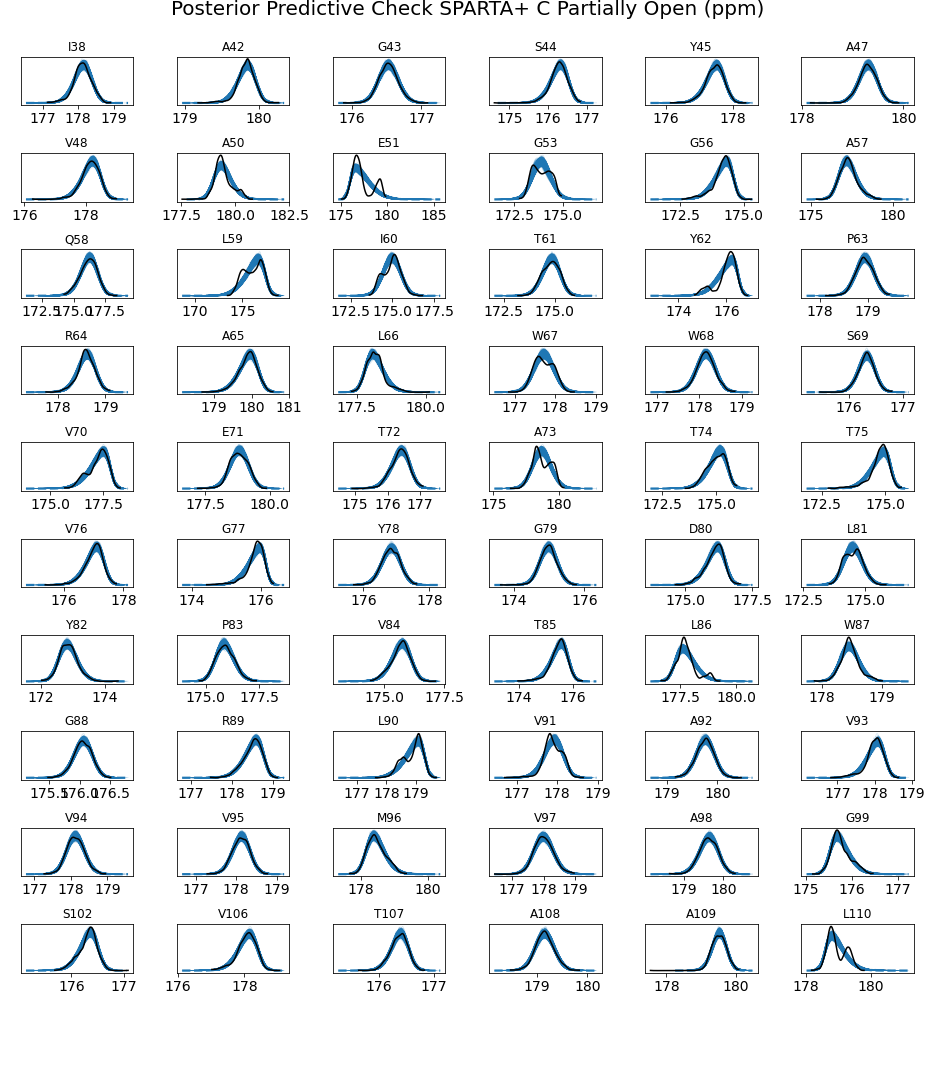 Posterior Predictive Check SPARTA+ C Partially Open (ppm)
I38 A42 G43 S44 Y45 A47
177 178 179 179 180 176 177 175 176 177 176 178 178 180
V48 A50 E51 G53 G56 A57
176 178 177.5 180.0 182.5 175 180 185 172.5 175.0 172.5 175.0 175 180
Q58 L59 I60 T61 Y62 P63
172.5 175.0 177.5 170 175 172.5 175.0 177.5 172.5 175.0 174 176 178 179
R64 A65 L66 W67 W68 S69
178 179 179 180 181 177.5 180.0 177 178 179 177 178 179 176 177
V70 E71 T72 A73 T74 T75
175.0 177.5 177.5 180.0 175 176 177 175 180 172.5 175.0 172.5 175.0
V76 G77 Y78 G79 D80 L81
176 178 174 176 176 178 174 176 175.0 177.5 172.5 175.0
Y82 P83 V84 T85 L86 W87
172 174 175.0 177.5 175.0 177.5 174 176 177.5 180.0 178 179
G88 R89 L90 V91 A92 V93
175.5 176.0 176.5 177 178 179 177 178 179 177 178 179 179 180 177 178 179
V94 V95 M96 V97 A98 G99
177 178 179 177 178 179 178 180 177 178 179 179 180 175 176 177
S102 V106 T107 A108 A109 L110
176 177 176 178 176 177 179 180 178 180 178 180